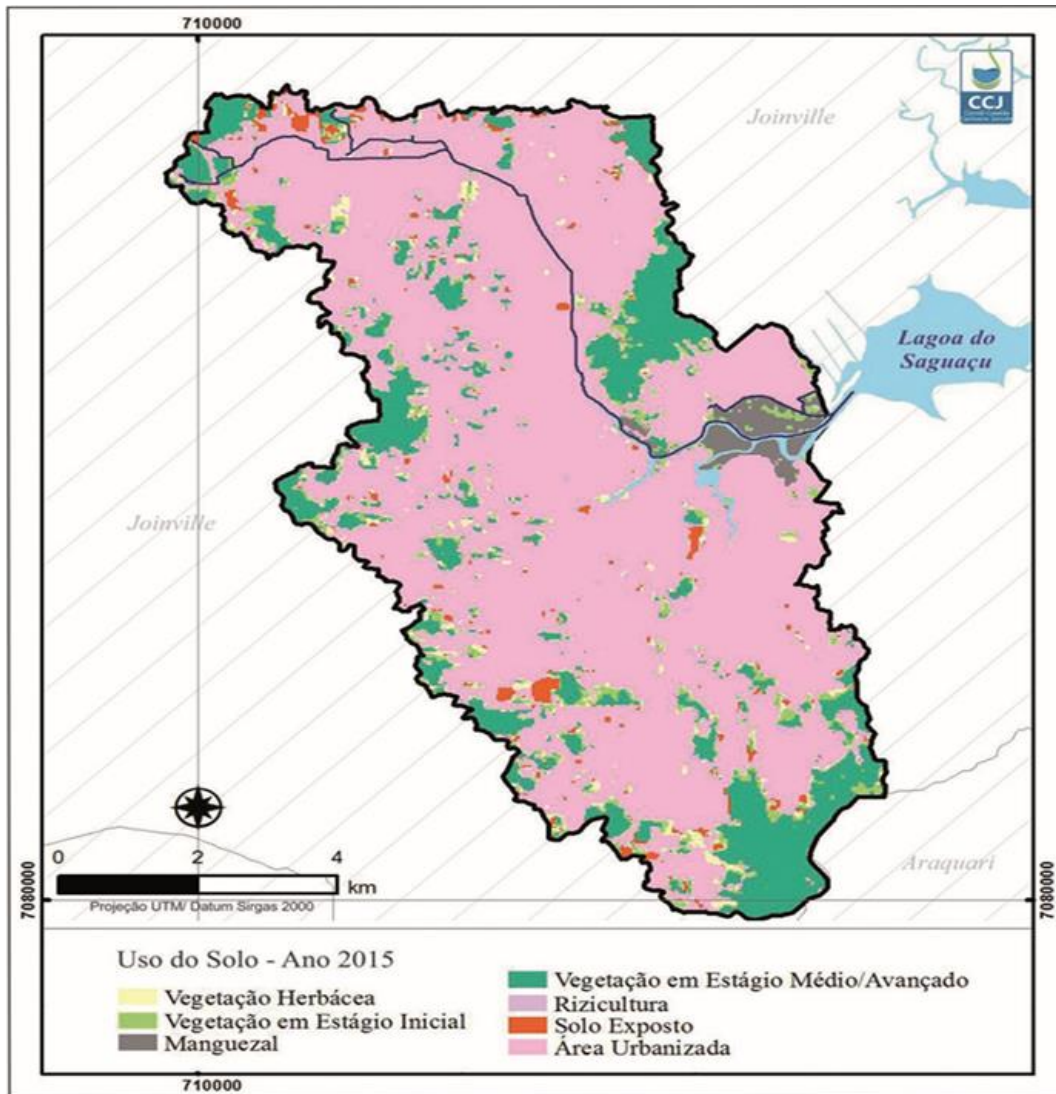 710000
CCJ
Joinville
Lagoa do
Saguaçu
Joinville
Araquari
0 2 4
km
Projeção UTM/ Datum Sirgas 2000
7080000
7080000
Uso do Solo - Ano 2015
Vegetação Herbácea
Vegetação em Estágio Inicial
Manguezal
Vegetação em Estágio Médio/Avançado
Rizicultura
Solo Exposto
Área Urbanizada
710000